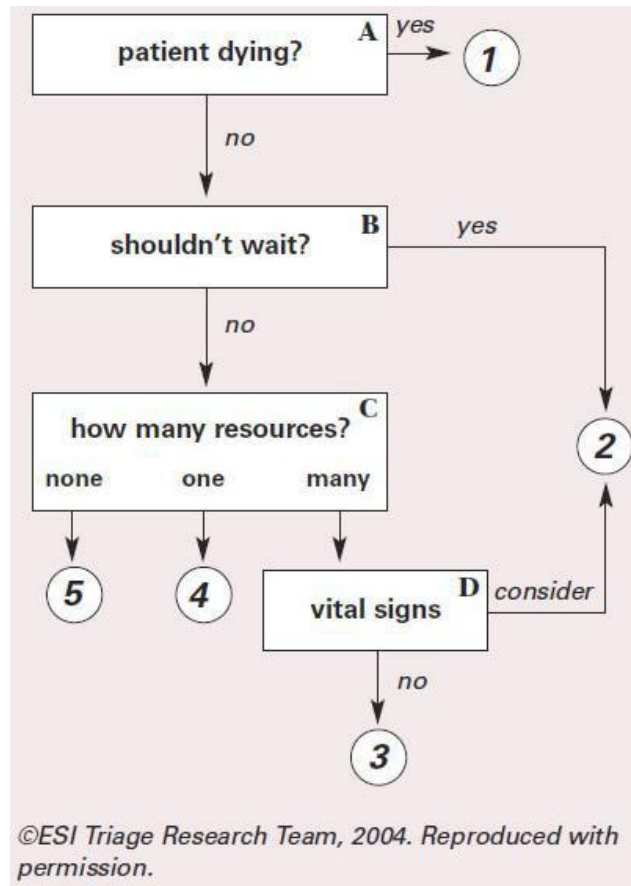 A
yes
patient dying?
1
no
B
yes
shouldn't wait?
no
C
how many resources?
2
none one many
5
4
D
consider
vital signs
no
3
©ESI Triage Research Team, 2004. Reproduced with
permission.